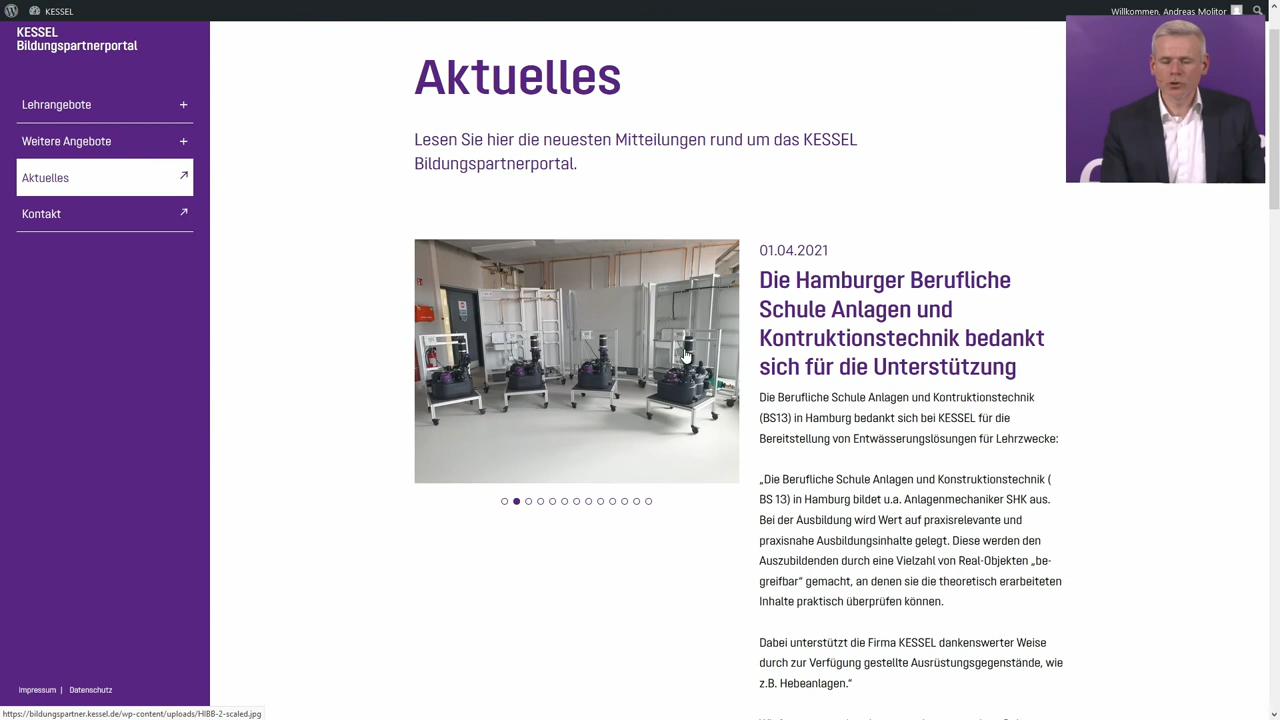 KESSEL
Willkommen, Andreas Molitor
KESSEL
Bildungspartnerportal
Lehrangebote
Weitere Angebote
Aktuelles
Kontakt
Aktuelles
Lesen Sie hier die neuesten Mitteilungen rund um das KESSEL
Bildungspartnerportal.
01.04.2021
Die Hamburger Berufliche
Schule Anlagen und
Kontruktionstechnik bedankt
sich für die Unterstützung
Die Berufliche Schule Anlagen und Kontruktionstechnik
(BS13) in Hamburg bedankt sich bei KESSEL für die
Bereitstellung von Entwässerungslösungen für Lehrzwecke:
„Die Berufliche Schule Anlagen und Konstruktionstechnik (
BS 13) in Hamburg bildet u.a. Anlagenmechaniker SHK aus.
Bei der Ausbildung wird Wert auf praxisrelevante und
praxisnahe Ausbildungsinhalte gelegt. Diese werden den
Auszubildenden durch eine Vielzahl von Real-Objekten „be-
greifbar“ gemacht, an denen sie die theoretisch erarbeiteten
Inhalte praktisch überprüfen können.
Dabei unterstützt die Firma KESSEL dankenswerter Weise
durch zur Verfügung gestellte Ausrüstungsgegenstände, wie
z.B. Hebeanlagen.“
Impressum | Datenschutz
https://bildungspartner.kessel.de/wp-content/uploads/HIBB-2-scaled.jpg